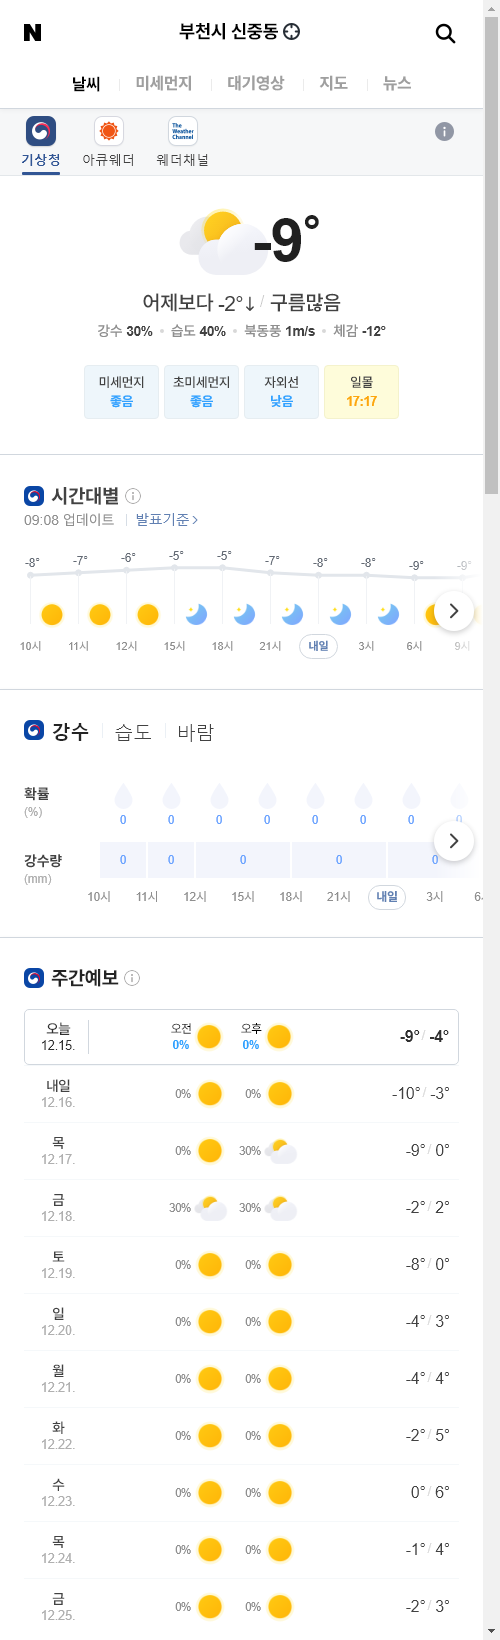 N
부천시 신중동
날씨 미세먼지 대기영상 지도 뉴스
The
Weather
Channel
기상청 아큐웨더 웨더채널
-9°
어제보다 -2°↓ / 구름많음
강수 30% • 습도 40% • 북동풍 1m/s • 체감 -12°
미세먼지 초미세먼지 자외선 일몰
좋음 좋음 낮음 17:17
시간대별
09:08 업데이트 발표기준 >
-8° -7° -6° -5° -5° -7° -8° -8° -9° -9°
10시 11시 12시 15시 18시 21시 내일 3시 6시 9시
강수 습도 바람
확률
(%)
0 0 0 0 0 0 0 0
강수량
(mm)
0 0 0 0 0
10시 11시 12시 15시 18시 21시 내일 3시 6
주간예보
오늘 12.15. 오전 0% 오후 0% -9° / -4°
내일 12.16. 0% 0% -10° / -3°
목 12.17. 0% 30% -9° / 0°
금 12.18. 30% 30% -2° / 2°
토 12.19. 0% 0% -8° / 0°
일 12.20. 0% 0% -4° / 3°
월 12.21. 0% 0% -4° / 4°
화 12.22. 0% 0% -2° / 5°
수 12.23. 0% 0% 0° / 6°
목 12.24. 0% 0% -1° / 4°
금 12.25. 0% 0% -2° / 3°